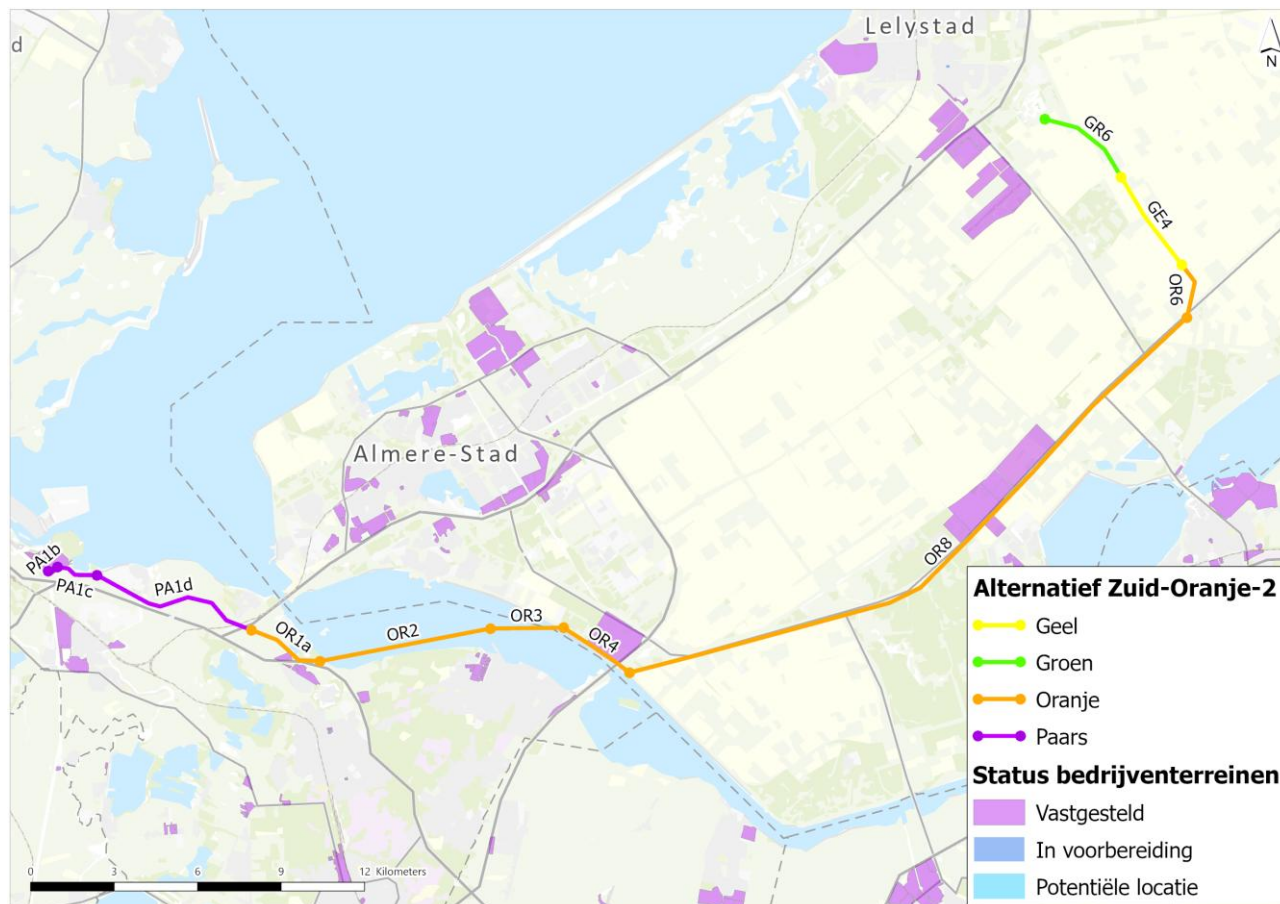 d
Lelystad
N
GR6
GE4
OR6
Almere-Stad
OR8
PA1b
PA1c
PA1d
OR1a
OR2
OR3
OR4
Alternatief Zuid-Oranje-2
Geel
Groen
Oranje
Paars
Status bedrijventerreinen
Vastgesteld
In voorbereiding
Potentiële locatie
0 3 6 9 12 Kilometers